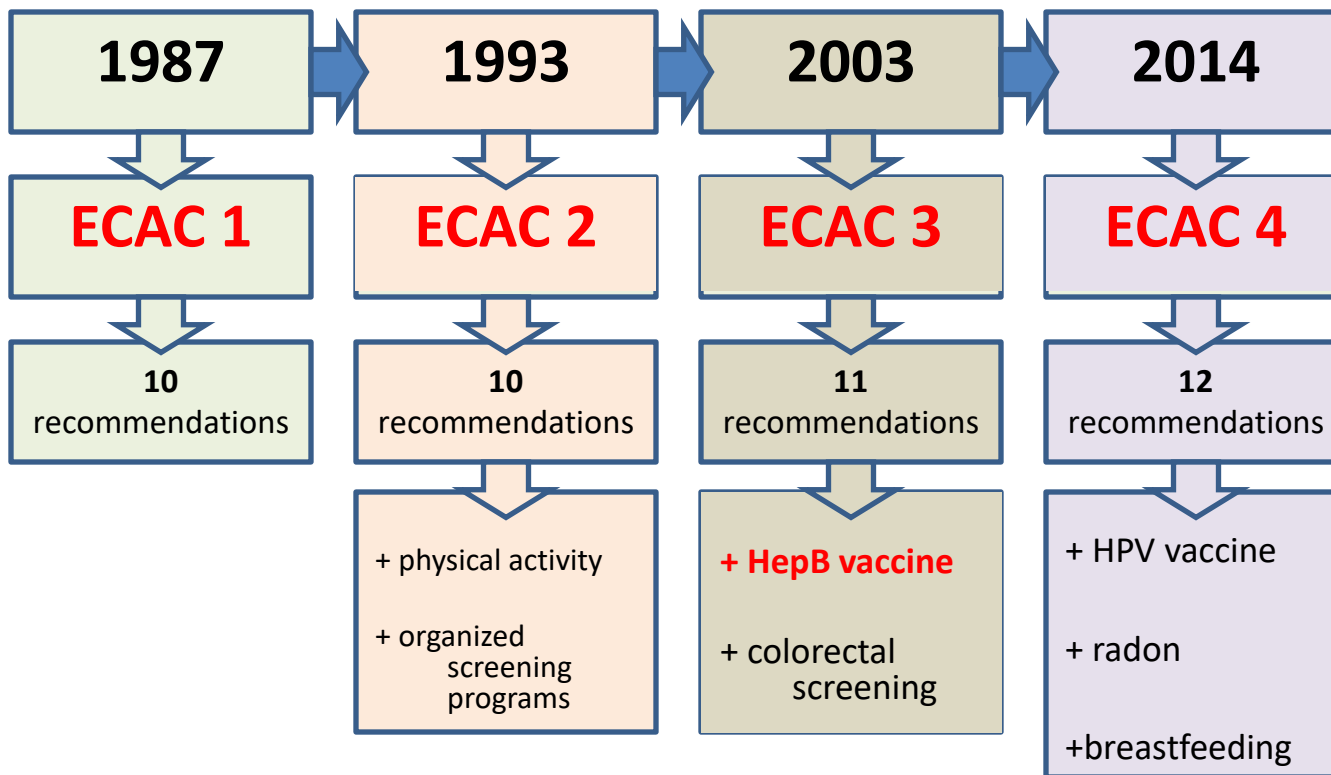 1987
1993
2003
2014
ECAC 1
ECAC 2
ECAC 3
ECAC 4
10
recommendations
10
recommendations
11
recommendations
12
recommendations
+ physical activity
+ organized
screening
programs
+ HepB vaccine
+ colorectal
screening
+ HPV vaccine
+ radon
+breastfeeding